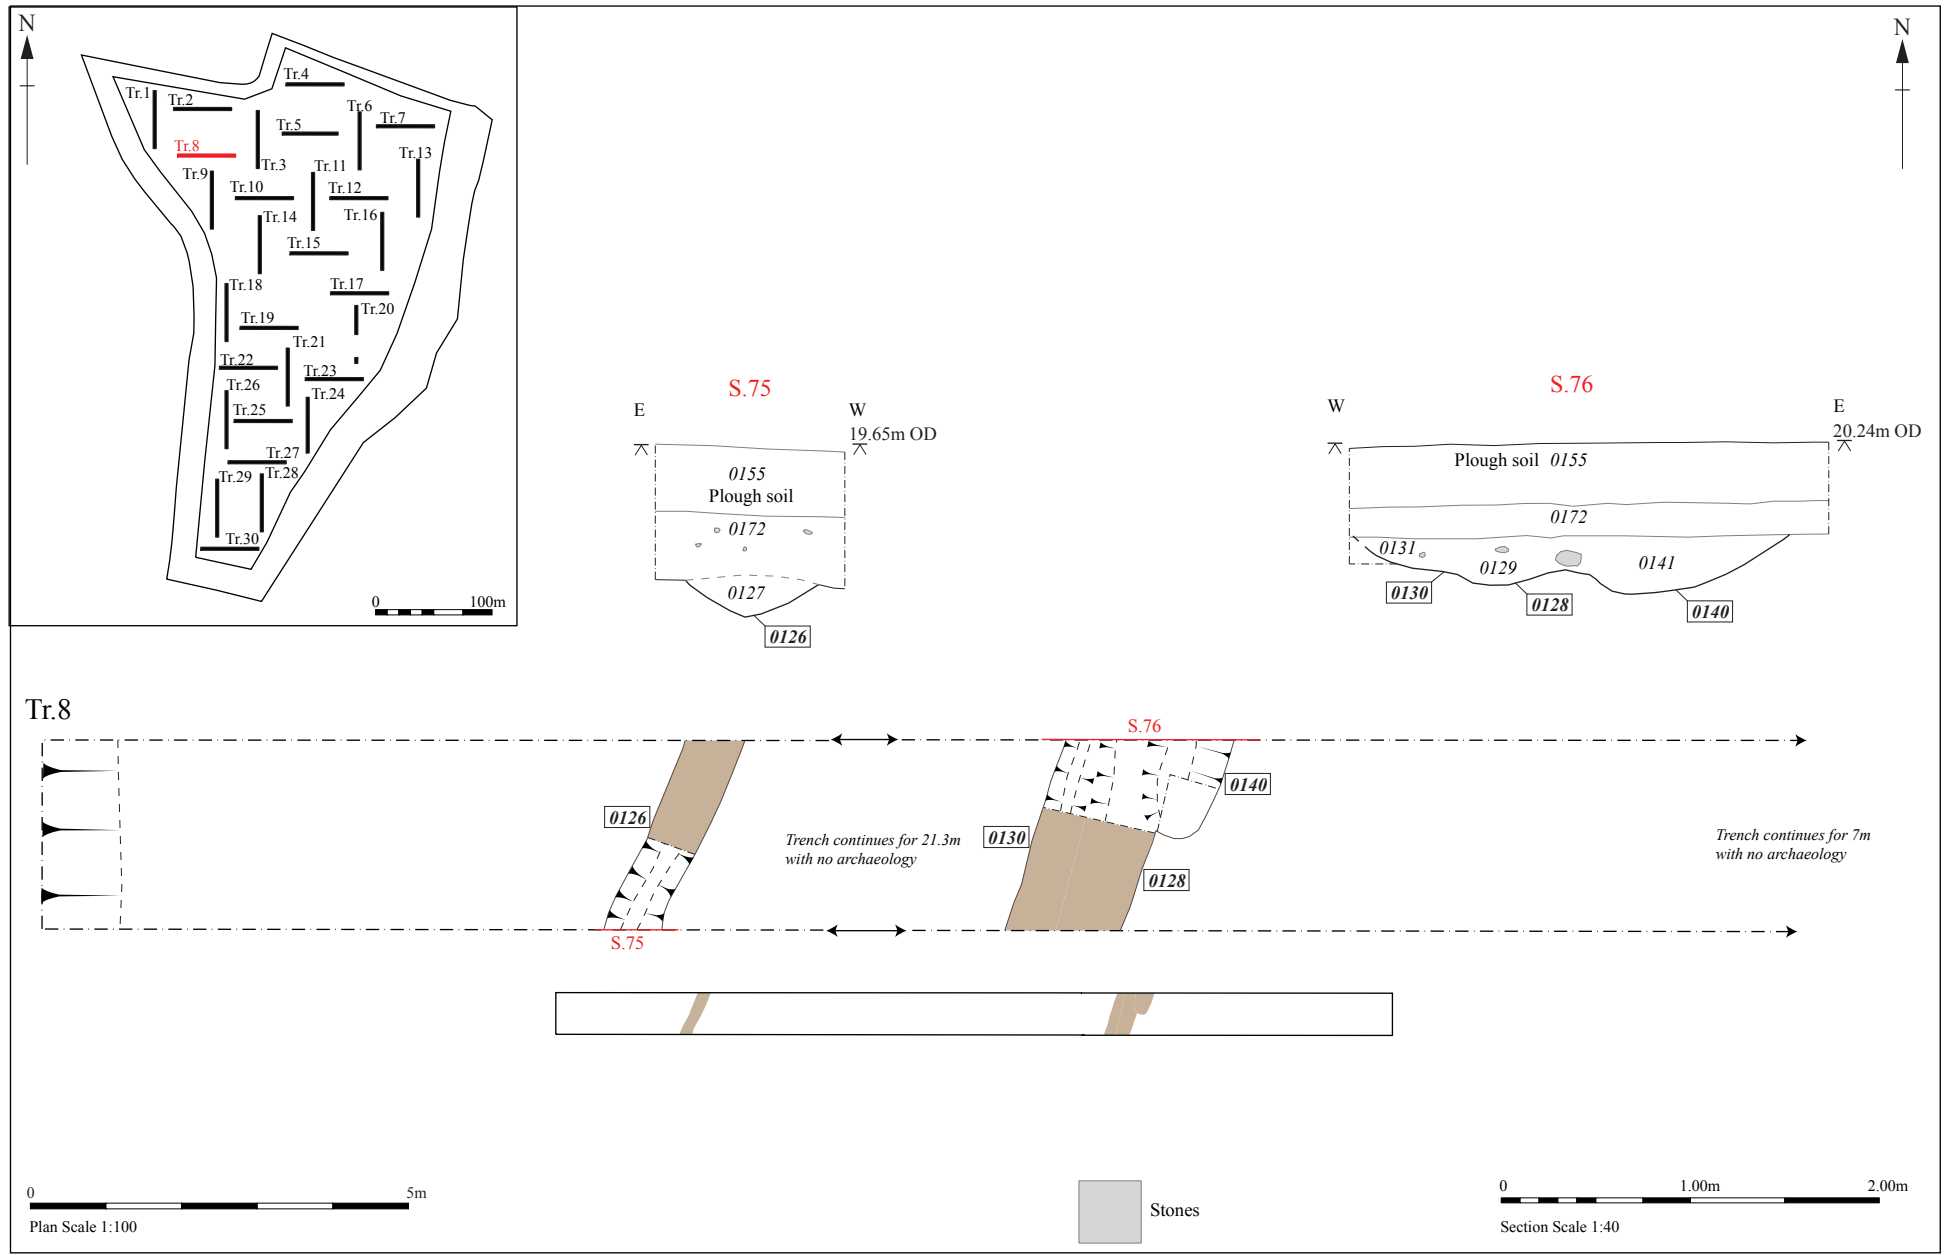 N
Tr.4
Tr.1
Tr.2
Tr.6
Tr.7
Tr.5
Tr.8
Tr.3
Tr.13
Tr.11
Tr.9
Tr.10
Tr.12
Tr.14
Tr.16
Tr.15
Tr.18
Tr.17
Tr.20
Tr.19
Tr.21
Tr.22
Tr.23
Tr.26
Tr.24
Tr.25
Tr.27
Tr.29
Tr.28
Tr.30
0 100m
N
S.75
E W
19.65m OD
0155
Plough soil
0172
0127
0126
S.76
W E
20.24m OD
Plough soil 0155
0172
0131
0129
0141
0130
0128
0140
Tr.8
S.76
0126
0140
0130
0128
Trench continues for 21.3m
with no archaeology
Trench continues for 7m
with no archaeology
S.75
0 5m
Plan Scale 1:100
Stones
0 1.00m 2.00m
Section Scale 1:40